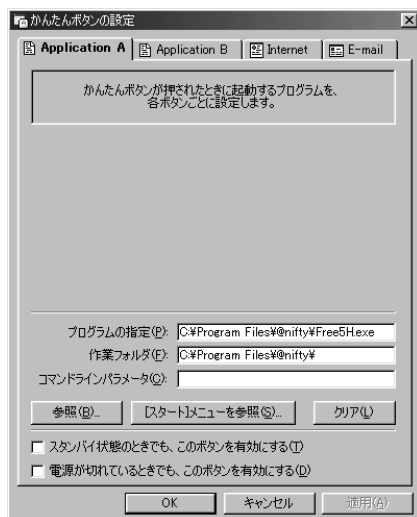 かんたんボタンの設定
Application A
Application B
Internet
E-mail
かんたんボタンが押されたときに起動するプログラムを、
各ボタンごとに設定します。
プログラムの指定(P): C:¥Program Files¥@nifty¥Free5H.exe
作業フォルダ(F): C:¥Program Files¥@nifty¥
コマンドラインパラメータ(C):
参照(B)... [スタート]メニューを参照(S)... クリア(L)
スタンバイ状態のときでも、このボタンを有効にする(T)
電源が切れているときでも、このボタンを有効にする(D)
OK キャンセル 適用(A)